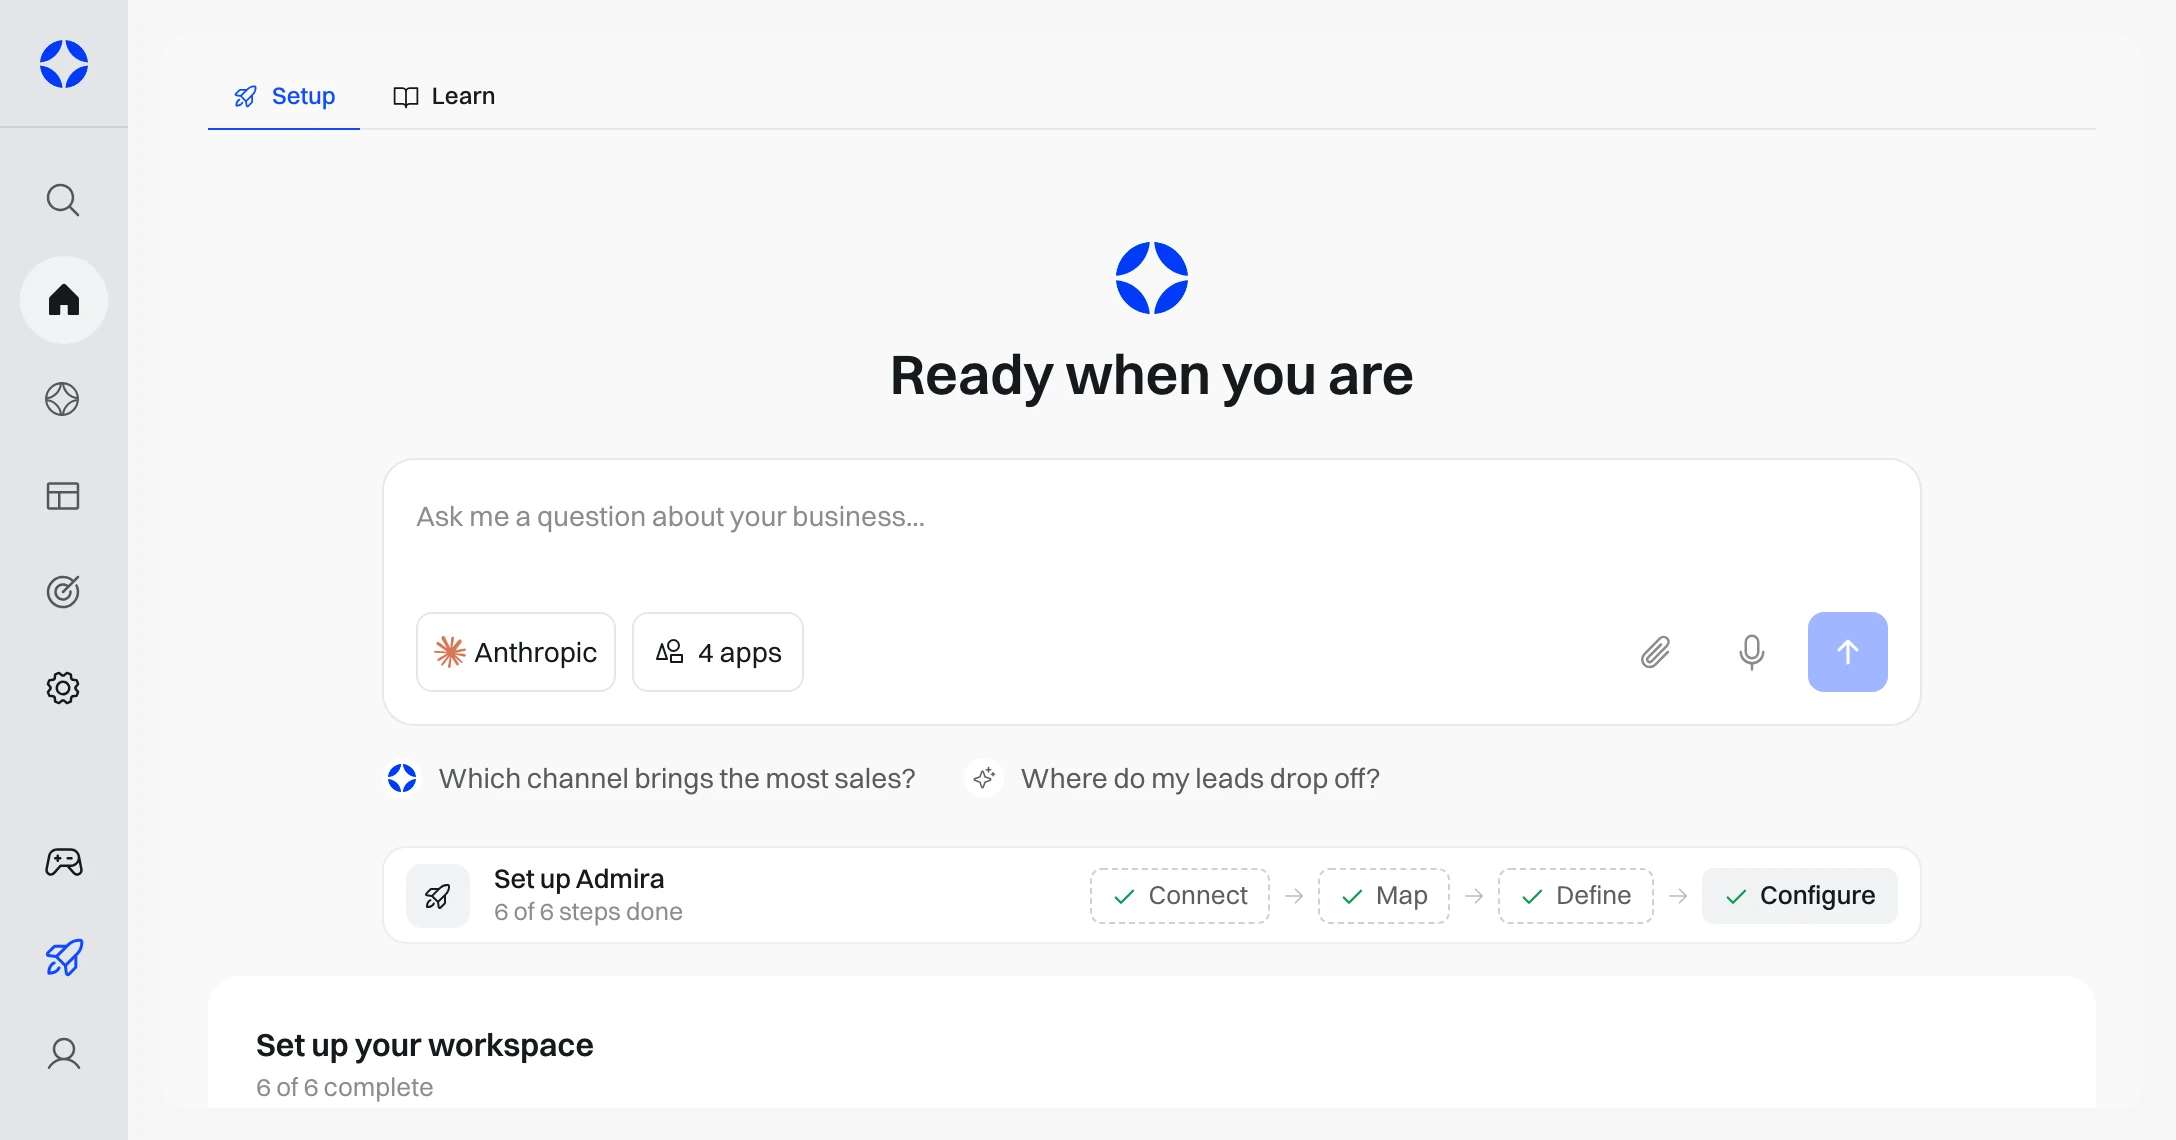 Setup
Learn
Ready when you are
Ask me a question about your business...
Anthropic
4 apps
Which channel brings the most sales?
Where do my leads drop off?
Set up Admira
6 of 6 steps done
Connect
Map
Define
Configure
Set up your workspace
6 of 6 complete